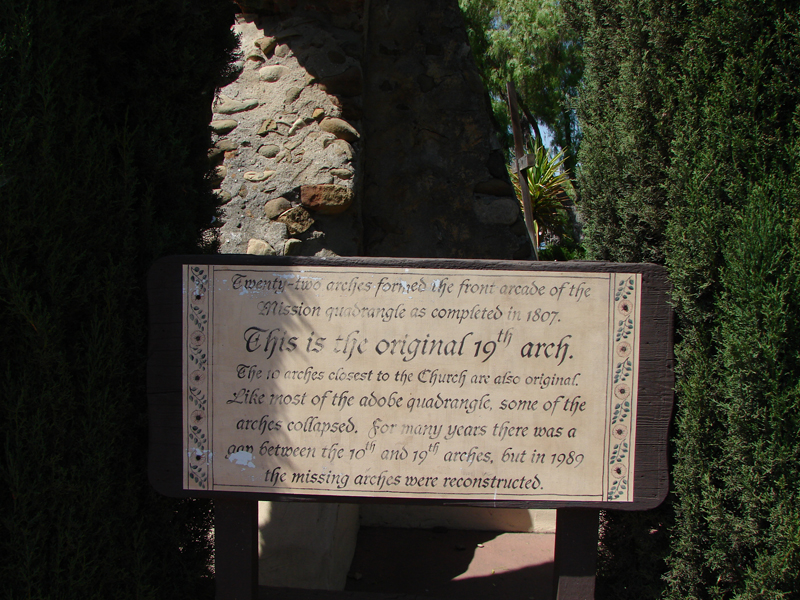 Twenty-two arches formed the front arcade of the
Mission quadrangle as completed in 1807.
This is the original 19th arch.
The 10 arches closest to the Church are also original.
Like most of the adobe quadrangle, some of the
arches collapsed. For many years there was a
gap between the 10th and 19th arches, but in 1989
the missing arches were reconstructed.